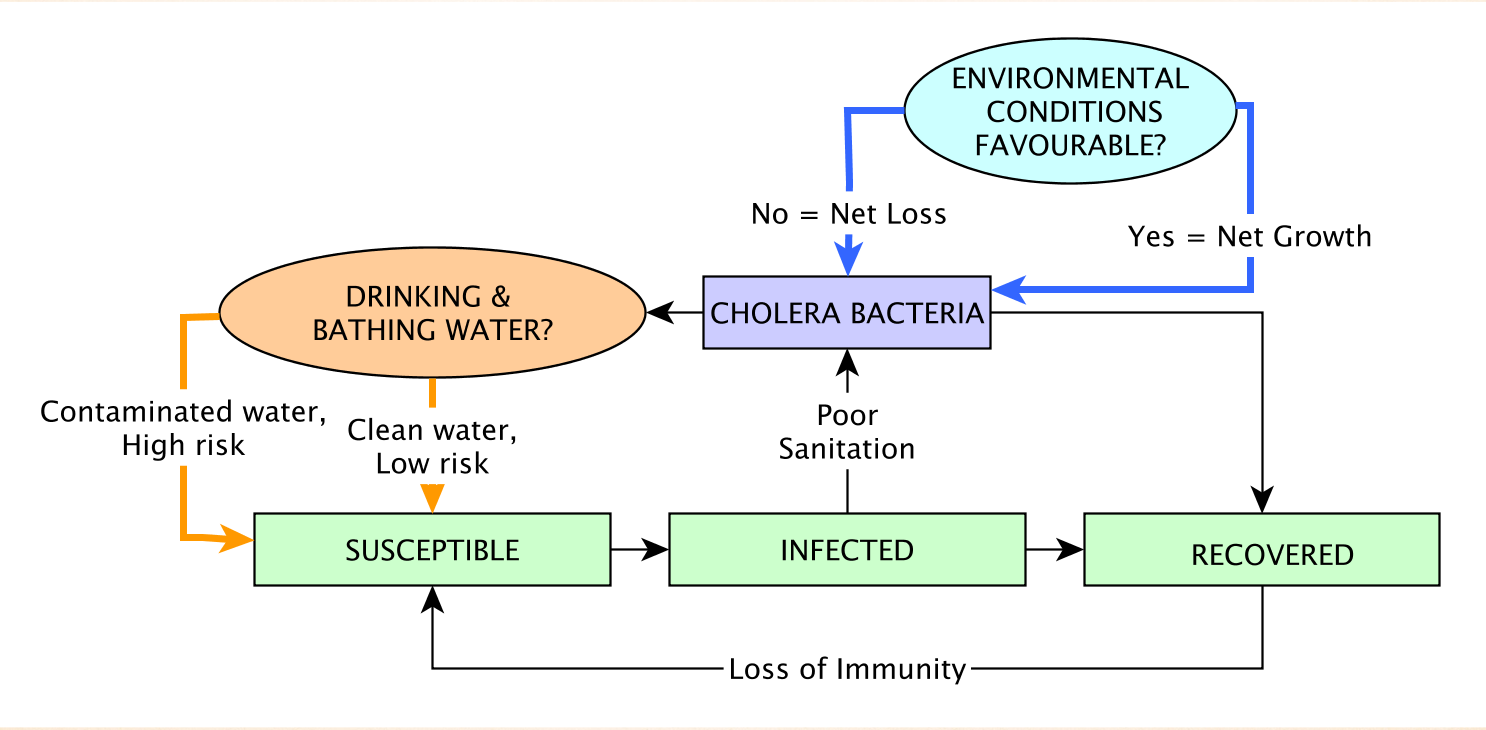 ENVIRONMENTAL
CONDITIONS
FAVOURABLE?
No = Net Loss
Yes = Net Growth
DRINKING &
BATHING WATER?
CHOLERA BACTERIA
Contaminated water,
High risk
Clean water,
Low risk
Poor
Sanitation
SUSCEPTIBLE
INFECTED
RECOVERED
Loss of Immunity